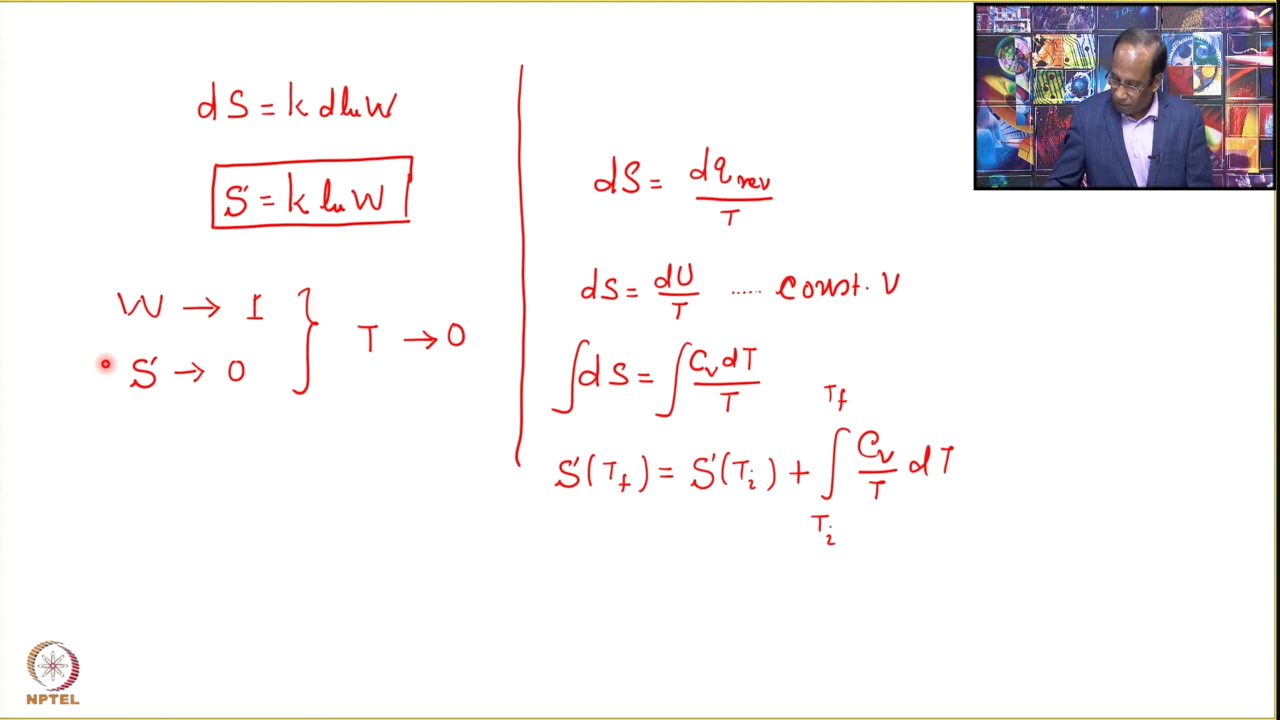 dS = k dlnW
S = k lnW
W → 1
S → 0
T → 0
dS = dq_rev / T
dS = dU / T ..... Const. V
∫dS = ∫ C_v dT / T
S(T_f) = S(T_i) + ∫_{T_i}^{T_f} C_v / T dT
NPTEL